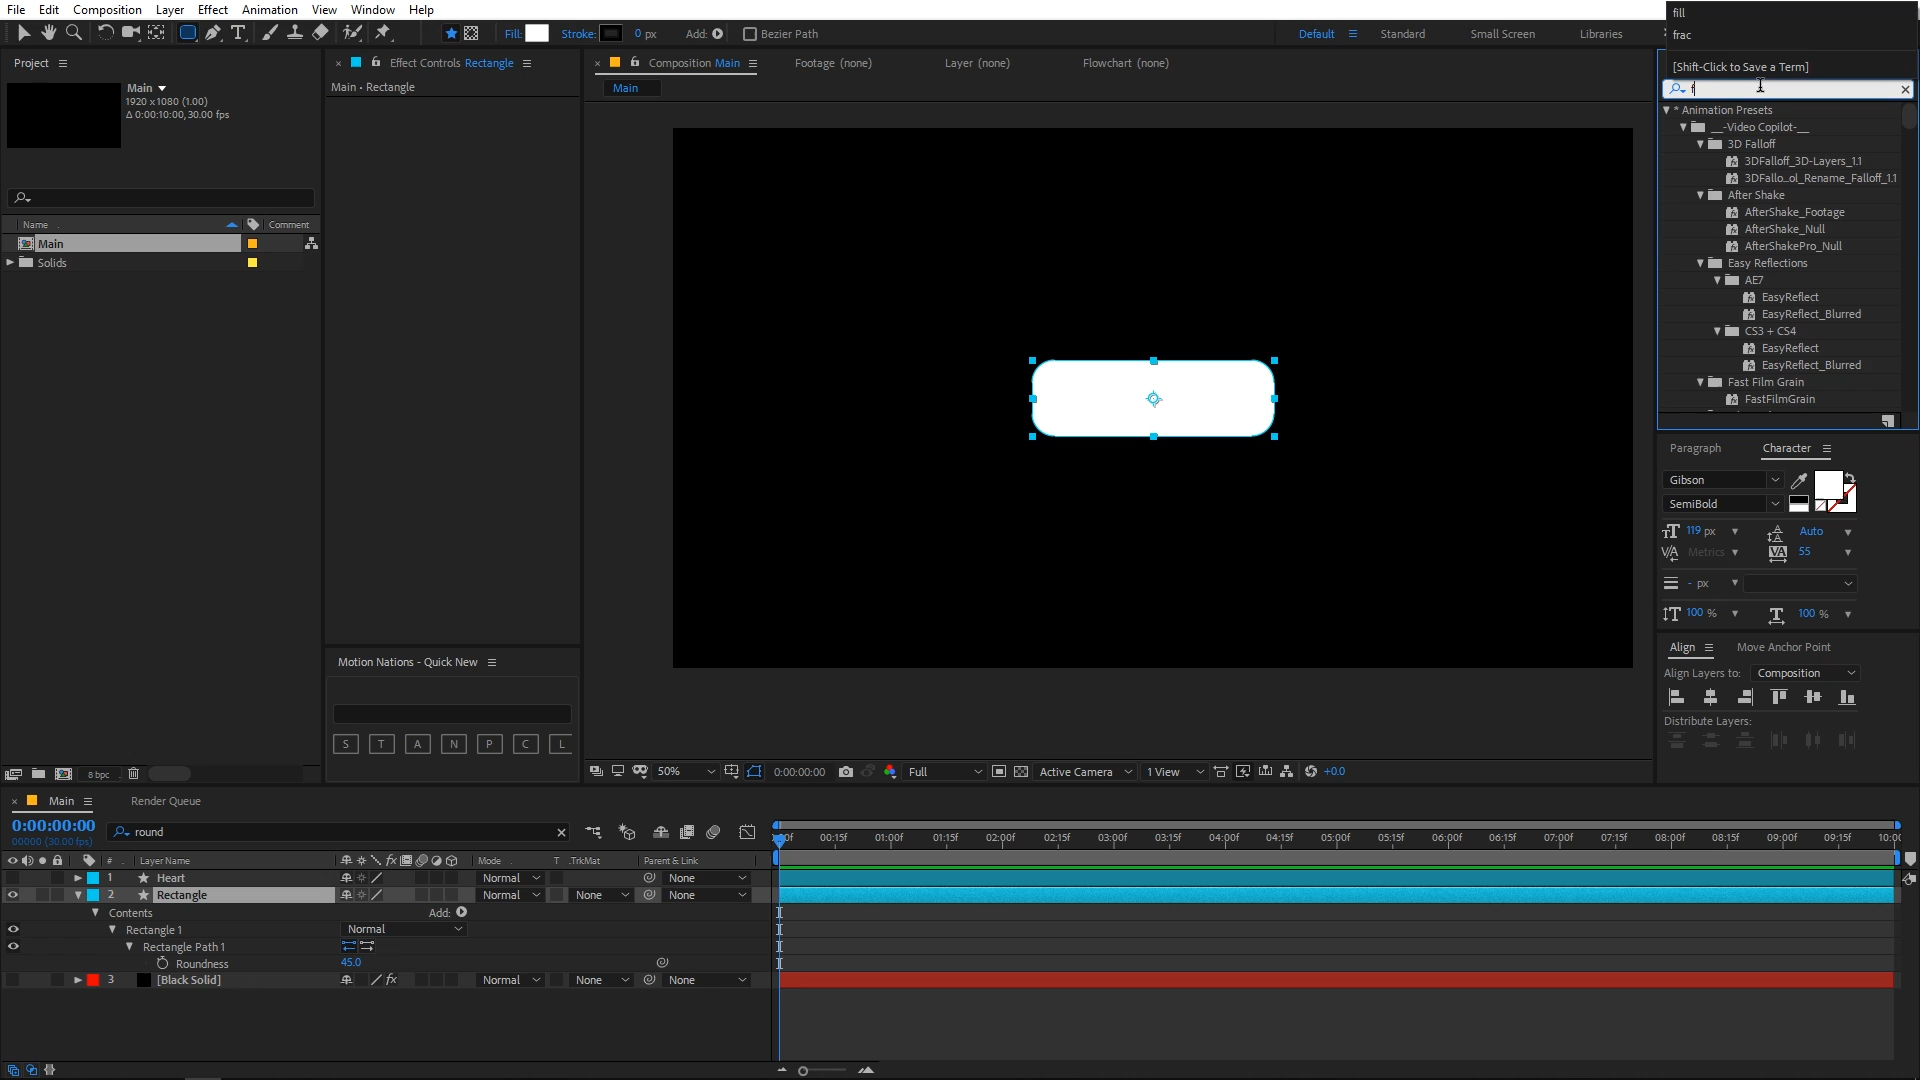 File Edit Composition Layer Effect Animation View Window Help
fill
frac
[Shift-Click to Save a Term]
f
Fill: Stroke: 0 px Add: Bezier Path
Default Standard Small Screen Libraries
Project
Main
1920 x1080 (1.00)
Δ 0:00:10:00, 30.00 fps
Name Comment
Main
Solids
8 bpc
Effect Controls Rectangle
Main • Rectangle
Motion Nations - Quick New
S T A N P C L
Composition Main Footage (none) Layer (none) Flowchart (none)
Main
50% 0:00:00:00 Full Active Camera 1 View +0.0
* Animation Presets
__-Video Copilot-__
3D Falloff
3DFalloff_3D-Layers_1.1
3DFallo...ol_Rename_Falloff_1.1
After Shake
AfterShake_Footage
AfterShake_Null
AfterShakePro_Null
Easy Reflections
AE7
EasyReflect
EasyReflect_Blurred
CS3 + CS4
EasyReflect
EasyReflect_Blurred
Fast Film Grain
FastFilmGrain
Paragraph Character
Gibson
SemiBold
119 px Auto
Metrics 55
- px
100 % 100 %
Align Move Anchor Point
Align Layers to: Composition
Distribute Layers:
Main Render Queue
0:00:00:00
00000 (30.00 fps)
round
00:15f 01:00f 01:15f 02:00f 02:15f 03:00f 03:15f 04:00f 04:15f 05:00f 05:15f 06:00f 06:15f 07:00f 07:15f 08:00f 08:15f 09:00f 09:15f
# Layer Name Mode T .TrkMat Parent & Link
1 Heart Normal None
2 Rectangle Normal None None
Contents Add:
Rectangle 1 Normal
Rectangle Path 1
Roundness 45.0
3 [Black Solid] Normal None None